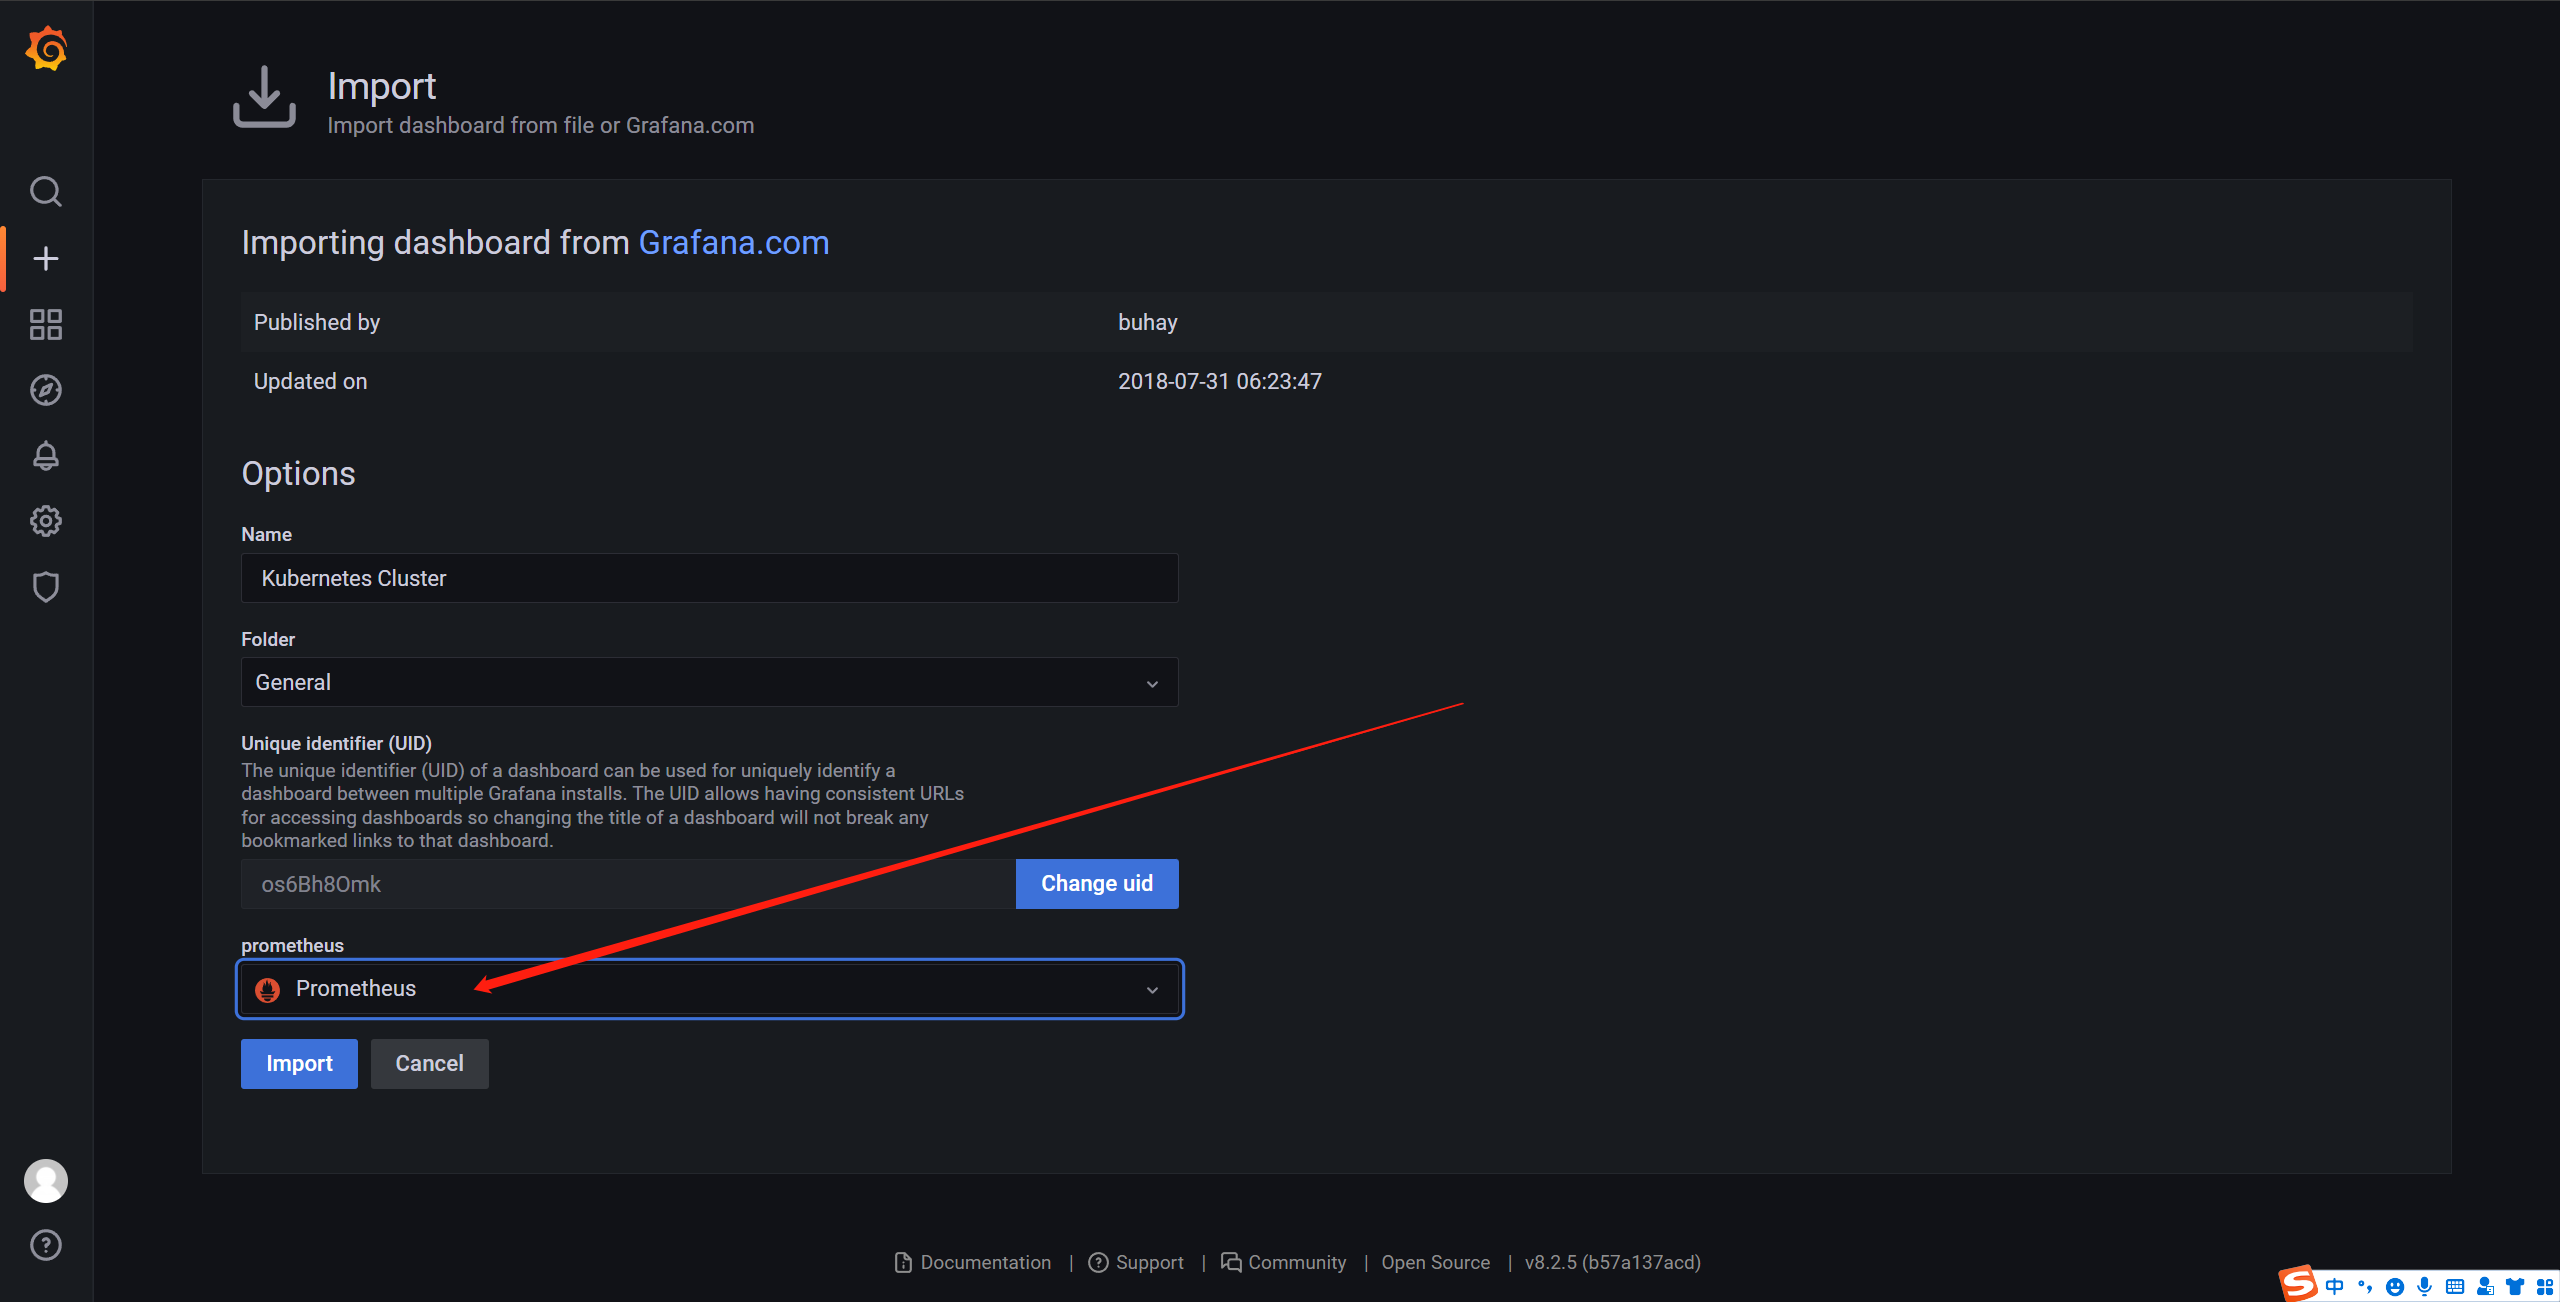 Import
Import dashboard from file or Grafana.com
Importing dashboard from Grafana.com
Published by buhay
Updated on 2018-07-31 06:23:47
Options
Name
Kubernetes Cluster
Folder
General
Unique identifier (UID)
The unique identifier (UID) of a dashboard can be used for uniquely identify a
dashboard between multiple Grafana installs. The UID allows having consistent URLs
for accessing dashboards so changing the title of a dashboard will not break any
bookmarked links to that dashboard.
os6Bh8Omk Change uid
prometheus
Prometheus
Import Cancel
Documentation | Support | Community | Open Source | v8.2.5 (b57a137acd)
中